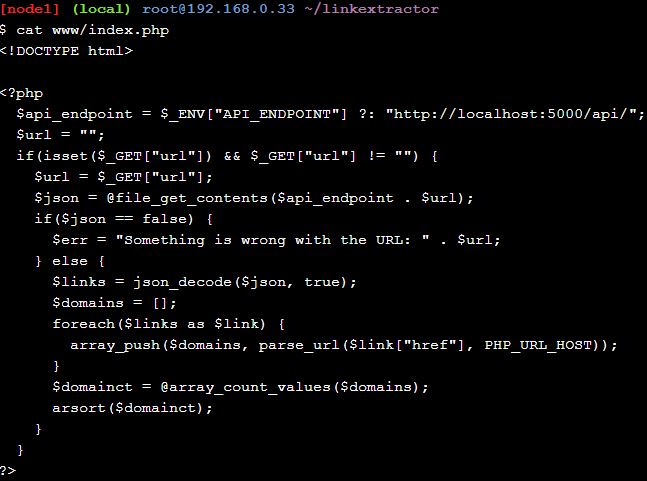 [node1] (local) root@192.168.0.33 ~/linkextractor
$ cat www/index.php
<!DOCTYPE html>

<?php
  $api_endpoint = $_ENV["API_ENDPOINT"] ?: "http://localhost:5000/api/";
  $url = "";
  if(isset($_GET["url"]) && $_GET["url"] != "") {
    $url = $_GET["url"];
    $json = @file_get_contents($api_endpoint . $url);
    if($json == false) {
      $err = "Something is wrong with the URL: " . $url;
    } else {
      $links = json_decode($json, true);
      $domains = [];
      foreach($links as $link) {
        array_push($domains, parse_url($link["href"], PHP_URL_HOST));
      }
      $domainct = @array_count_values($domains);
      arsort($domainct);
    }
  }
?>